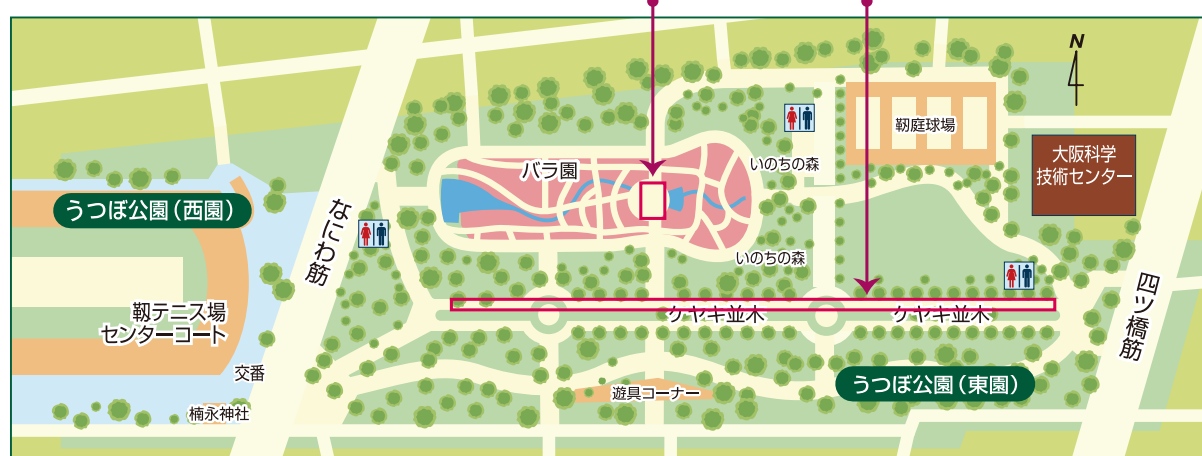 N
靭庭球場
大阪科学
技術センター
いのちの森
バラ園
うつぼ公園（西園）
なにわ筋
いのちの森
四ツ橋筋
靭テニス場
センターコート
ケヤキ並木
ケヤキ並木
交番
うつぼ公園（東園）
遊具コーナー
楠永神社